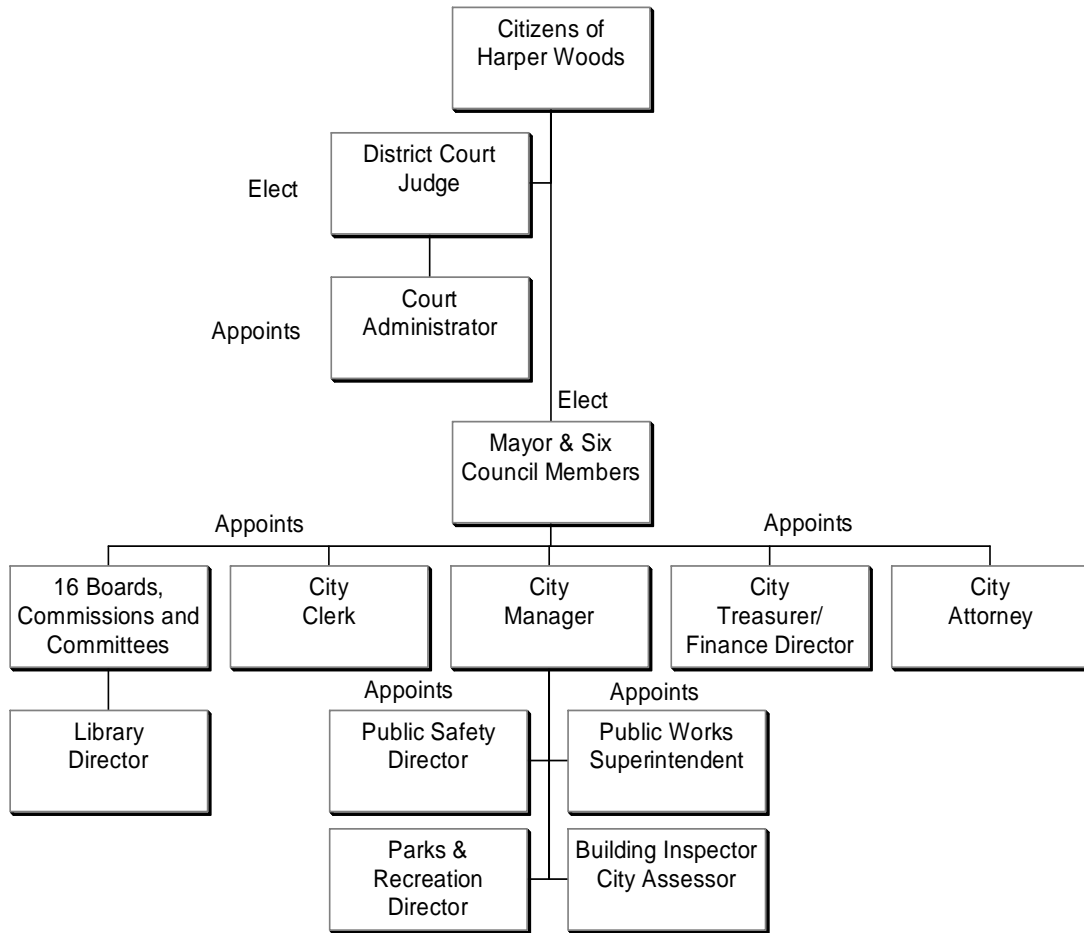 Citizens of
Harper Woods
District Court
Judge
Elect
Court
Administrator
Appoints
Elect
Mayor & Six
Council Members
Appoints
Appoints
16 Boards,
Commissions and
Committees
City
Clerk
City
Manager
City
Treasurer/
Finance Director
City
Attorney
Appoints
Appoints
Library
Director
Public Safety
Director
Public Works
Superintendent
Parks &
Recreation
Director
Building Inspector
City Assessor